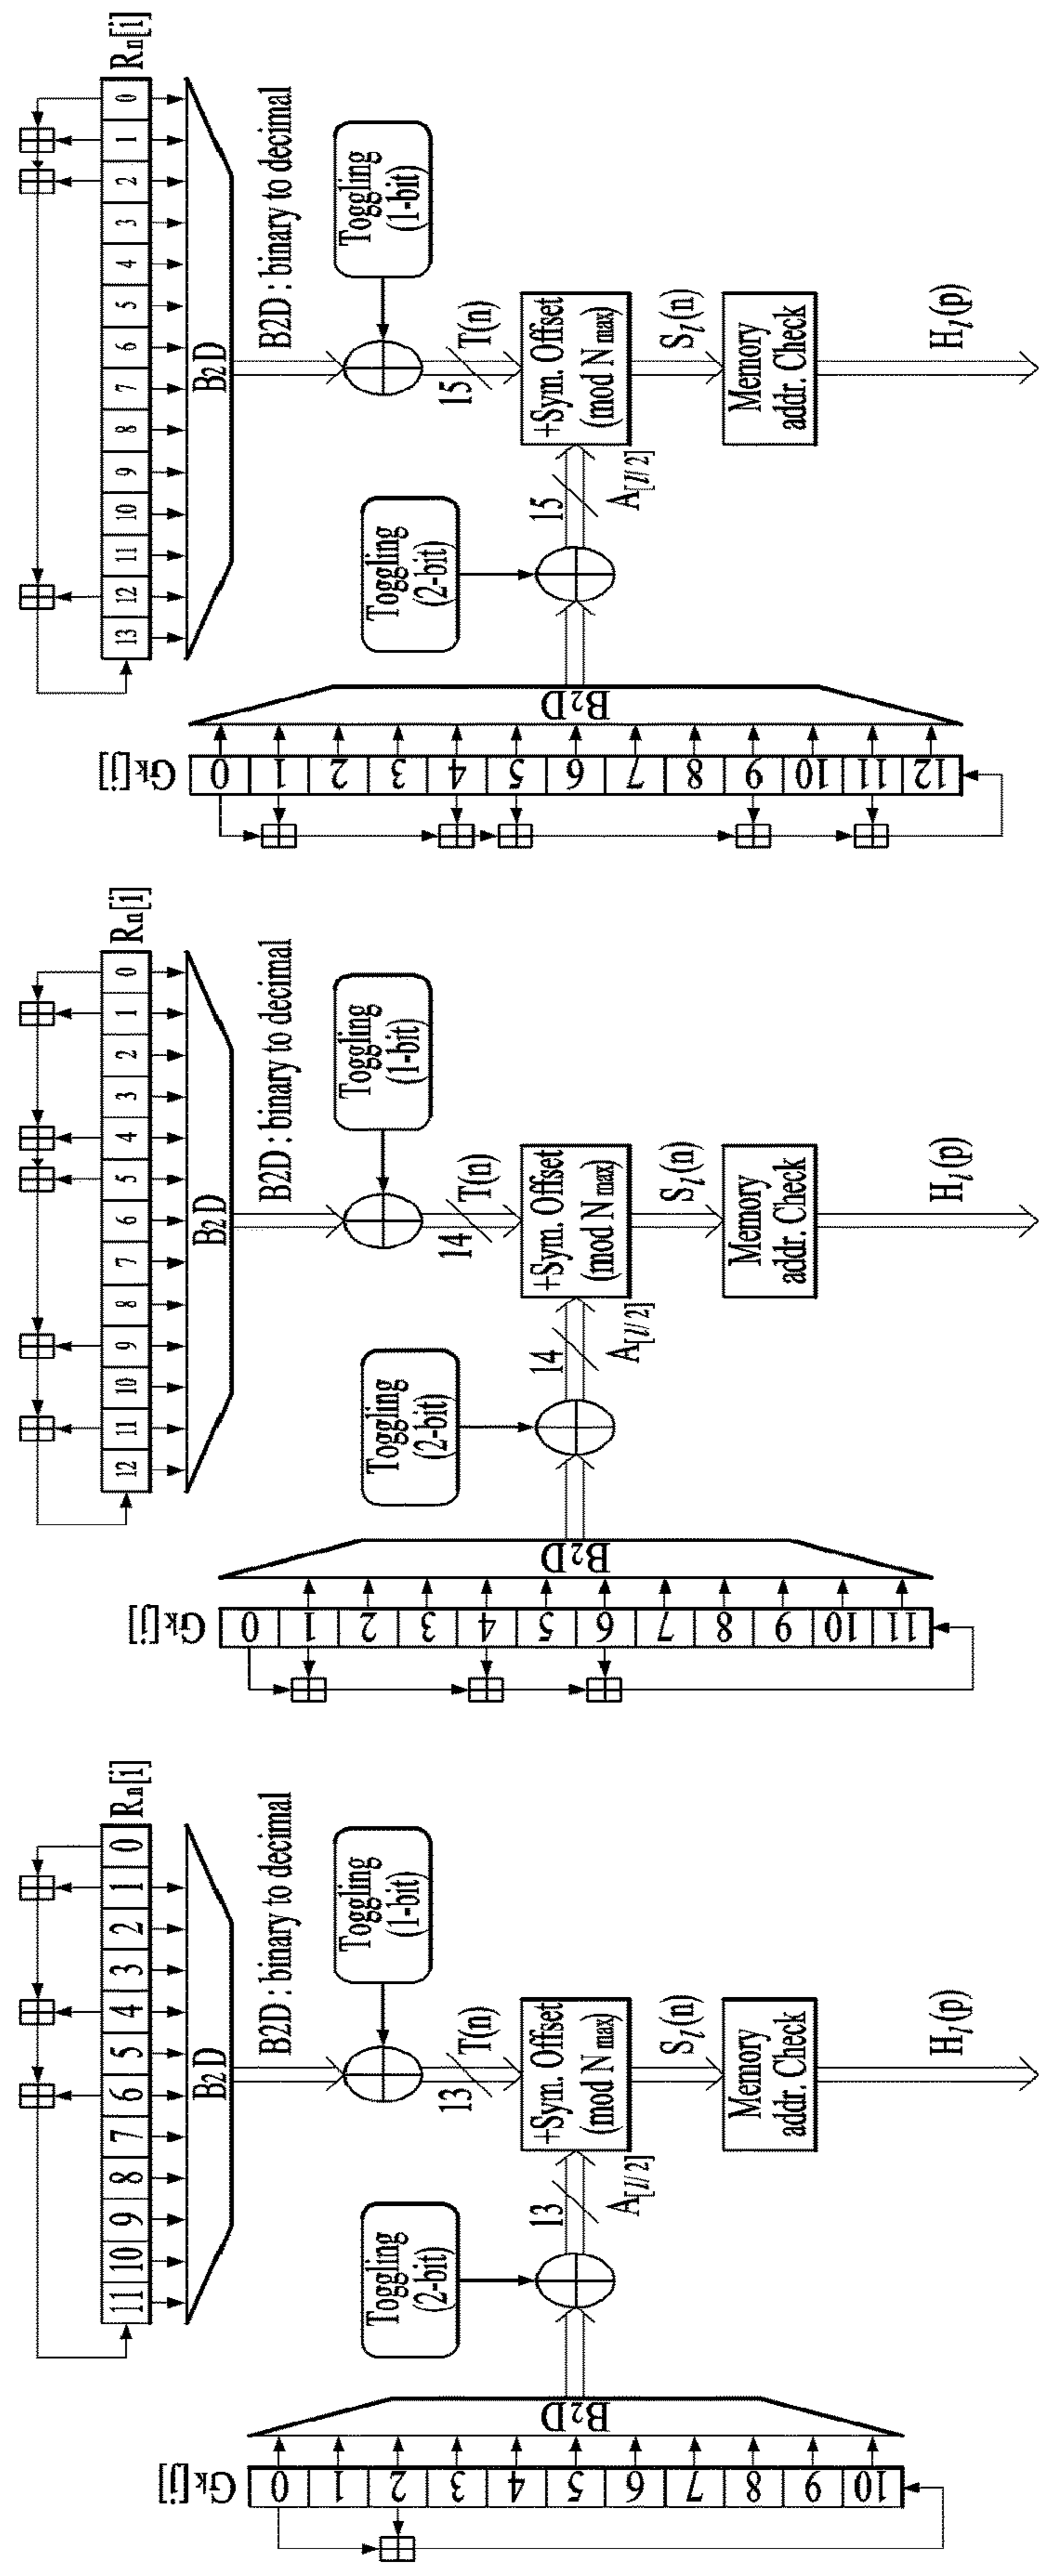 Rn[i]
13 12 11 10 9 8 7 6 5 4 3 2 1 0
B2D
B2D : binary to decimal
Toggling
(1-bit)
15
T(n)
Toggling
(2-bit)
15
A[l/2]
+Sym. Offset
(mod N max)
Sl(n)
Memory
addr. Check
Hl(p)
B2D
Gk[j]
0 1 2 3 4 5 6 7 8 9 10 11 12
Rn[i]
12 11 10 9 8 7 6 5 4 3 2 1 0
B2D
B2D : binary to decimal
Toggling
(1-bit)
14
T(n)
Toggling
(2-bit)
14
A[l/2]
+Sym. Offset
(mod N max)
Sl(n)
Memory
addr. Check
Hl(p)
B2D
Gk[j]
0 1 2 3 4 5 6 7 8 9 10 11
Rn[i]
11 10 9 8 7 6 5 4 3 2 1 0
B2D
B2D : binary to decimal
Toggling
(1-bit)
13
T(n)
Toggling
(2-bit)
13
A[l/2]
+Sym. Offset
(mod N max)
Sl(n)
Memory
addr. Check
Hl(p)
B2D
Gk[j]
0 1 2 3 4 5 6 7 8 9 10